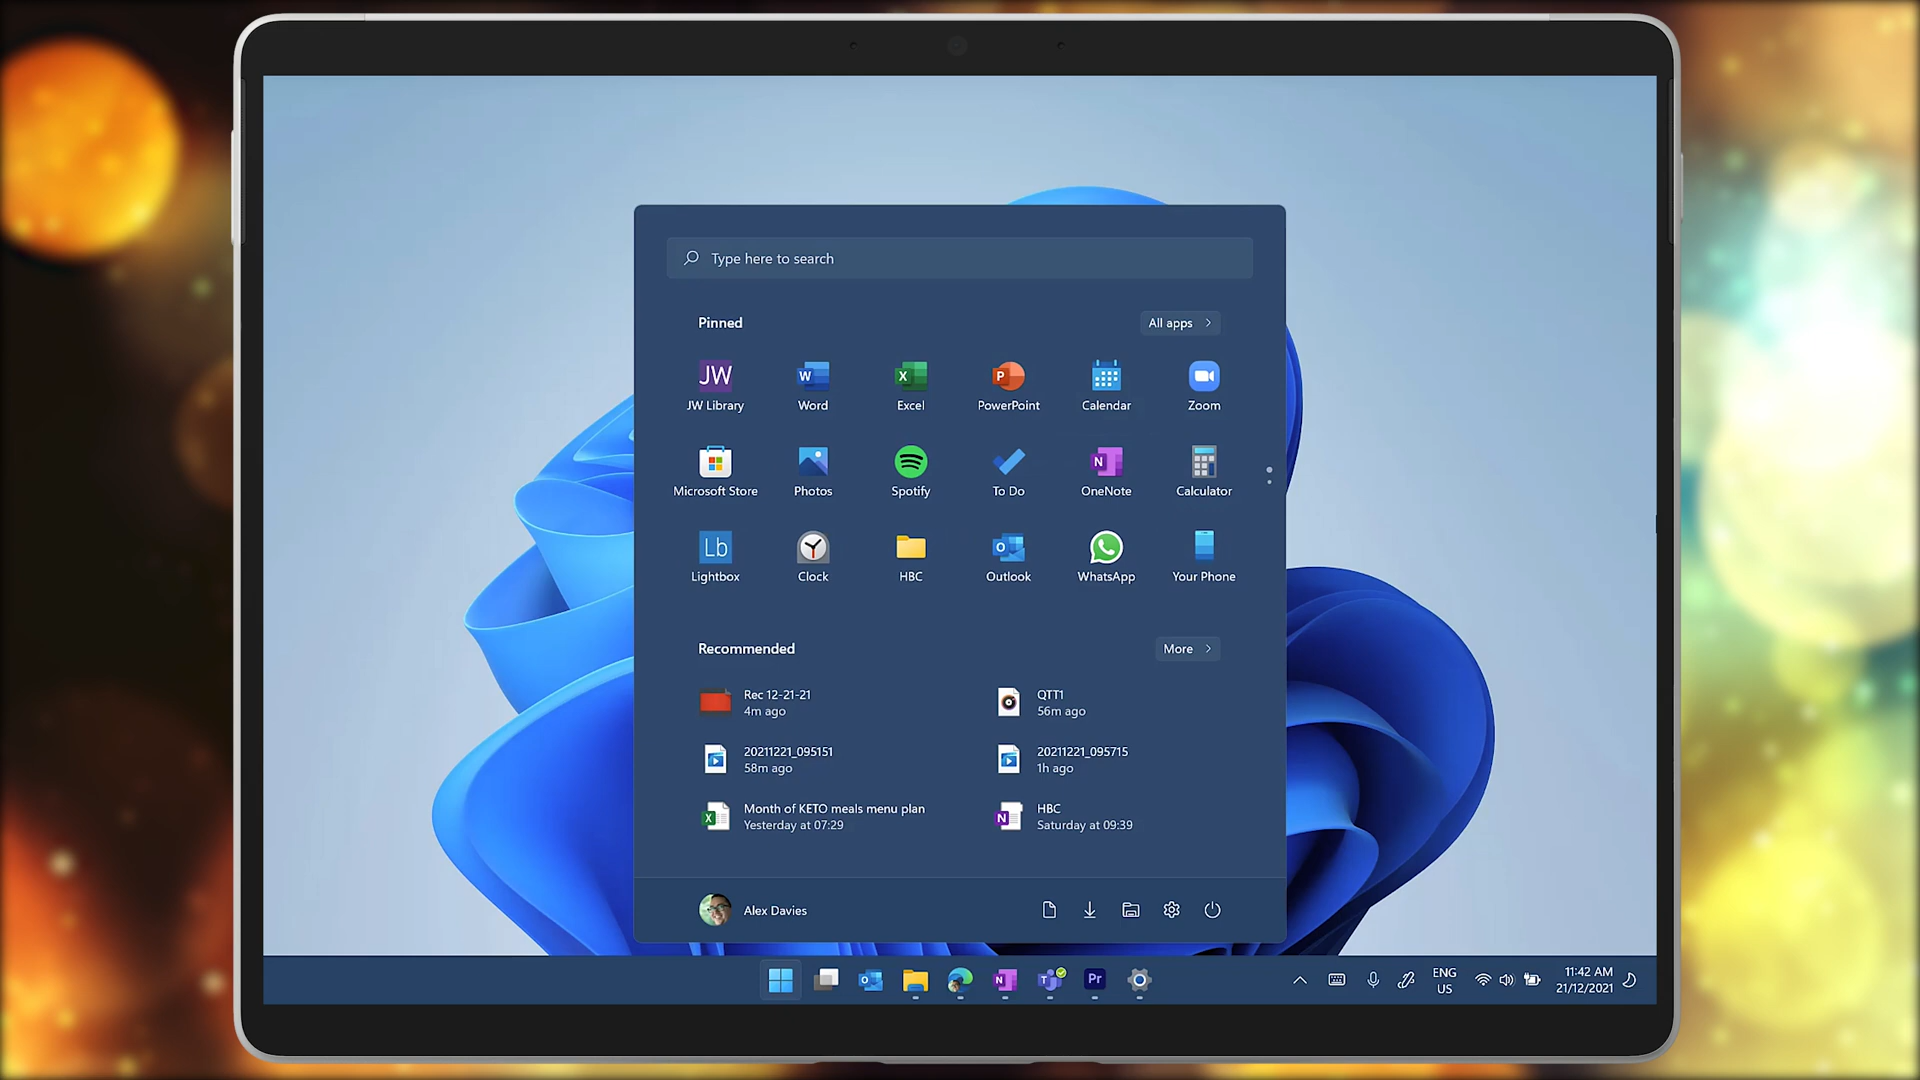 Type here to search
Pinned
All apps
JW
W
X
P
JW Library
Word
Excel
PowerPoint
Calendar
Zoom
N
Microsoft Store
Photos
Spotify
To Do
OneNote
Calculator
Lb
O
Lightbox
Clock
HBC
Outlook
WhatsApp
Your Phone
Recommended
More
Rec 12-21-21
4m ago
QTT1
56m ago
20211221_095151
58m ago
20211221_095715
1h ago
X
Month of KETO meals menu plan
Yesterday at 07:29
N
HBC
Saturday at 09:39
Alex Davies
O
N
T
Pr
ENG
US
11:42 AM
21/12/2021